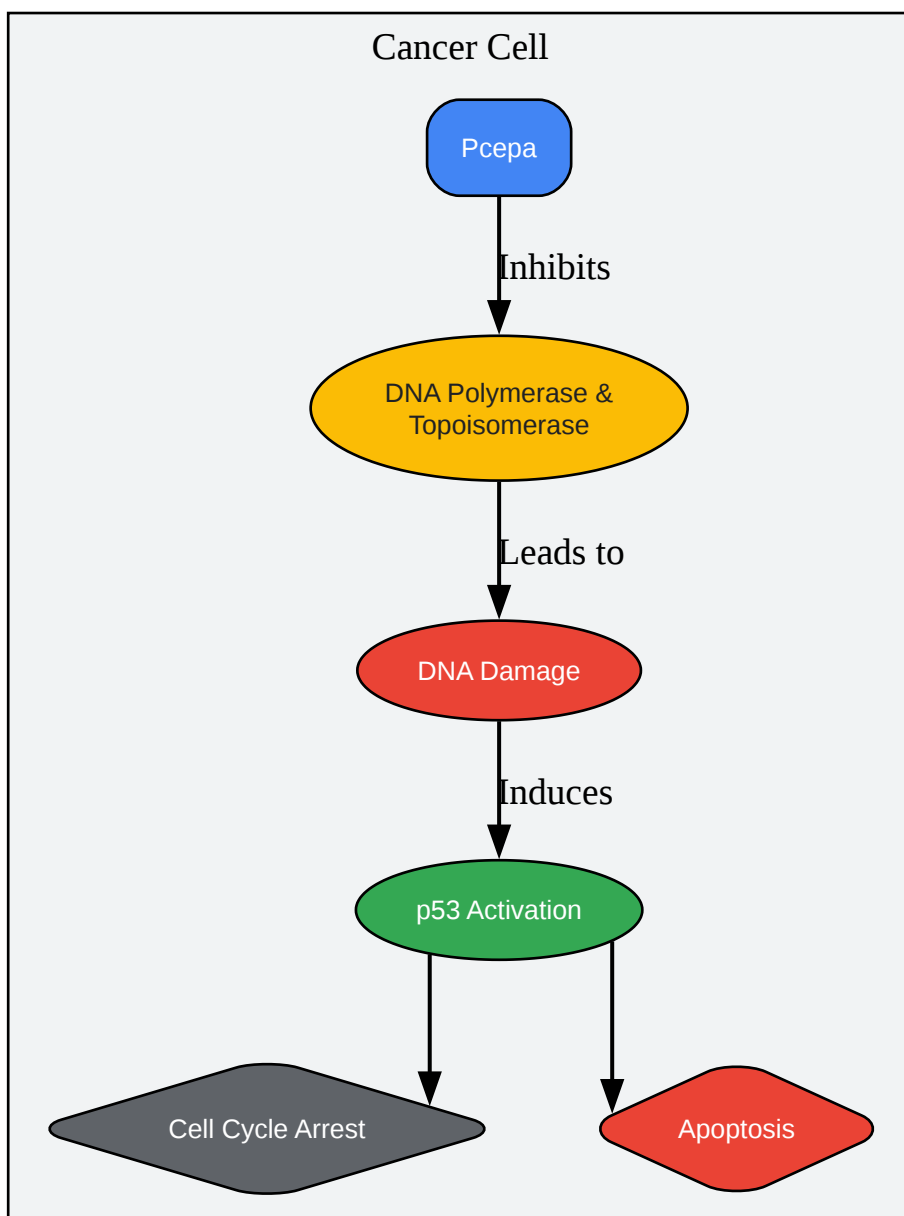 Cancer Cell
Pcepa
Inhibits
DNA Polymerase &
Topoisomerase
Leads to
DNA Damage
Induces
p53 Activation
Cell Cycle Arrest
Apoptosis